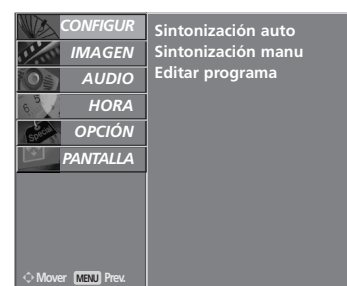 CONFIGUR
IMAGEN
AUDIO
HORA
OPCIÓN
PANTALLA
Sintonización auto
Sintonización manu
Editar programa
Mover MENU Prev.